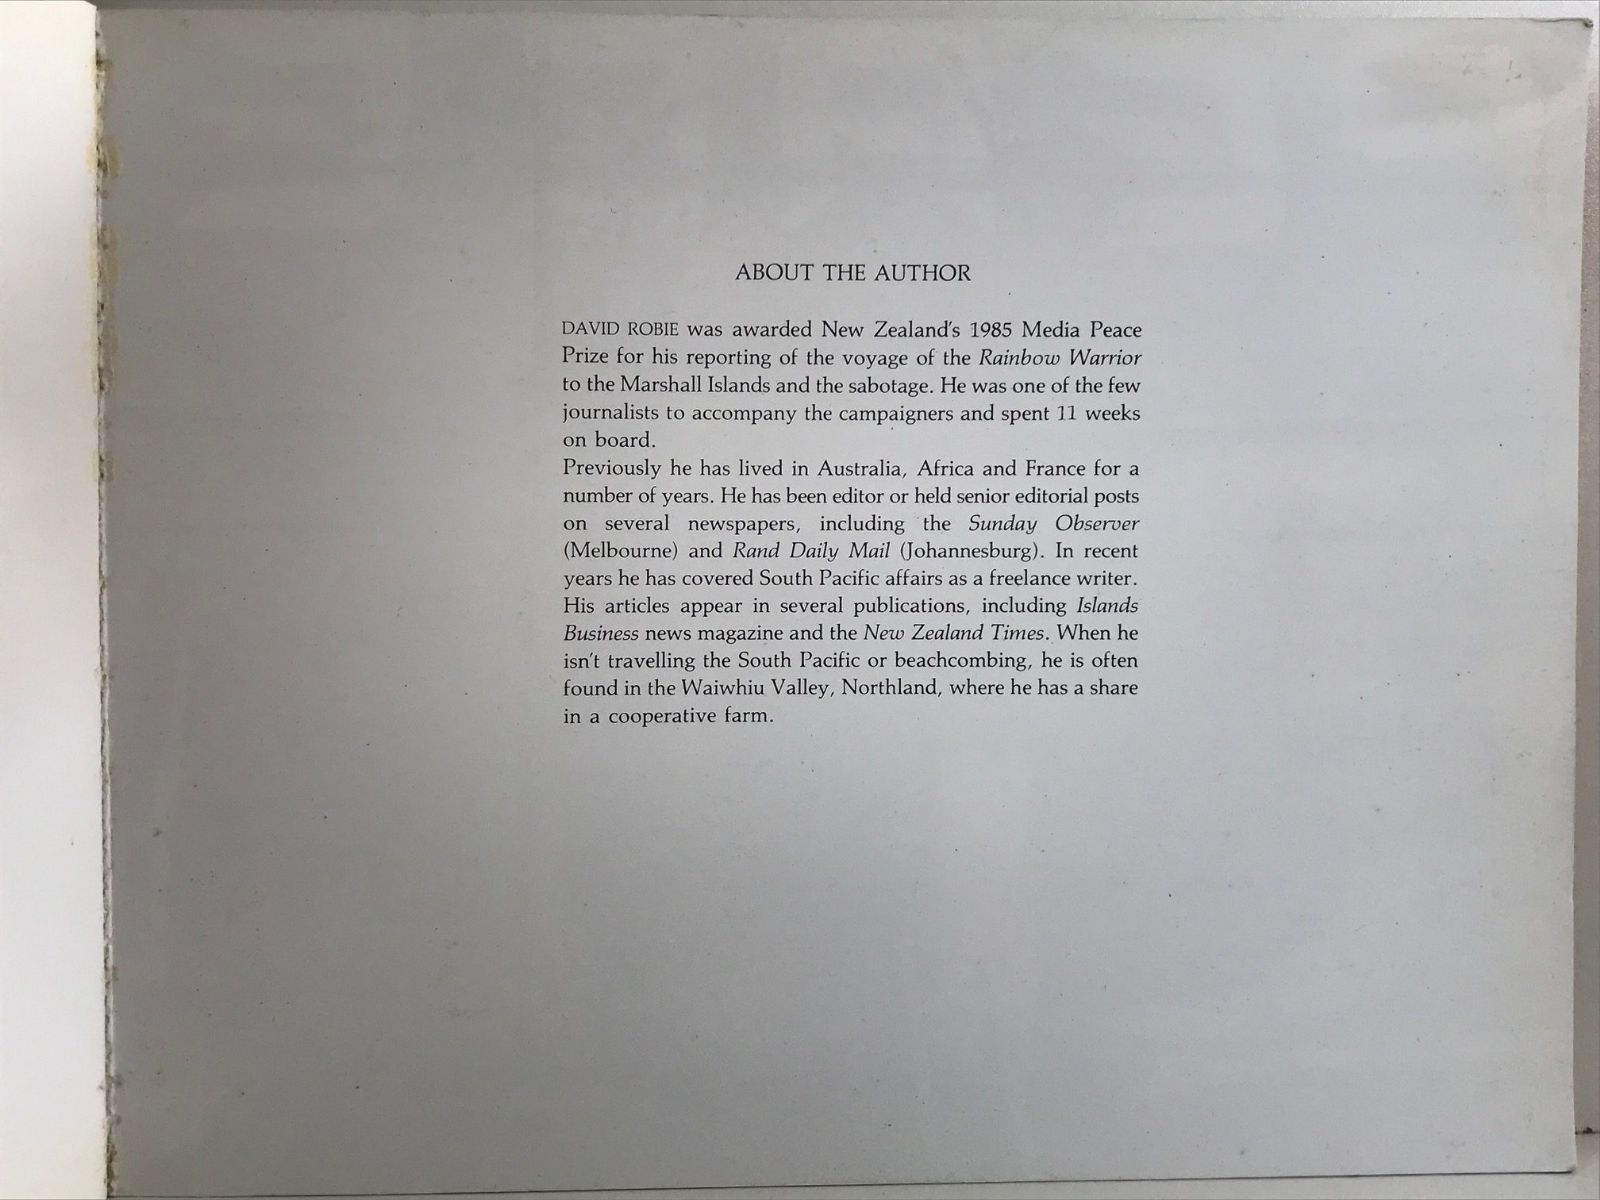 ABOUT THE AUTHOR
DAVID ROBIE was awarded New Zealand's 1985 Media Peace
Prize for his reporting of the voyage of the Rainbow Warrior
to the Marshall Islands and the sabotage. He was one of the few
journalists to accompany the campaigners and spent 11 weeks
on board.
Previously he has lived in Australia, Africa and France for a
number of years. He has been editor or held senior editorial posts
on several newspapers, including the Sunday Observer
(Melbourne) and Rand Daily Mail (Johannesburg). In recent
years he has covered South Pacific affairs as a freelance writer.
His articles appear in several publications, including Islands
Business news magazine and the New Zealand Times. When he
isn't travelling the South Pacific or beachcombing, he is often
found in the Waiwhiu Valley, Northland, where he has a share
in a cooperative farm.